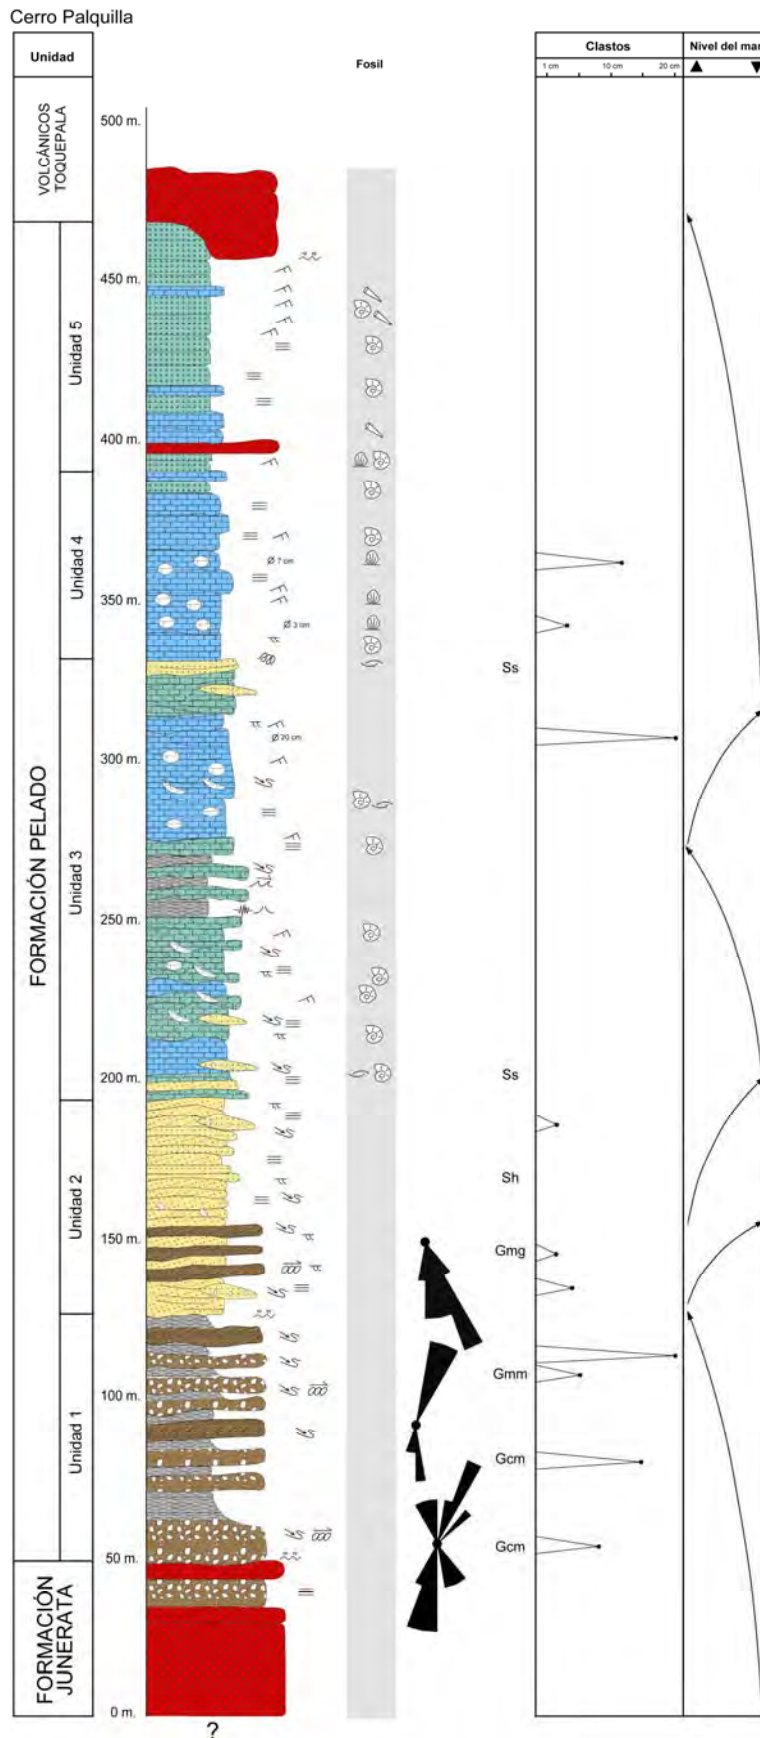 Cerro Palquilla
Unidad
Fosil
Clastos
Nivel del mar
1 cm 10 cm 20 cm
VOLCÁNICOS
TOQUEPALA
500 m.
450 m.
Unidad 5
400 m.
Unidad 4
Ø 7 cm
350 m.
Ø 3 cm
Ss
FORMACIÓN PELADO
Ø 20 cm
300 m.
Unidad 3
250 m.
200 m.
Ss
Unidad 2
Sh
150 m.
Gmg
Unidad 1
100 m.
Gmm
Gcm
50 m.
Gcm
FORMACIÓN
JUNERATA
0 m.
?